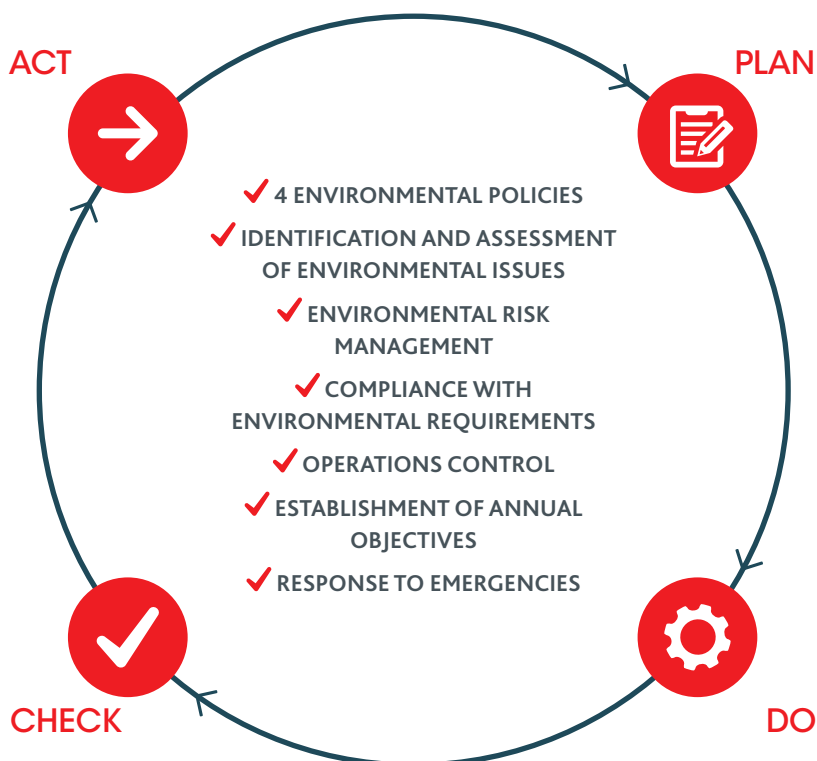 ACT
PLAN
4 ENVIRONMENTAL POLICIES
IDENTIFICATION AND ASSESSMENT
OF ENVIRONMENTAL ISSUES
ENVIRONMENTAL RISK
MANAGEMENT
COMPLIANCE WITH
ENVIRONMENTAL REQUIREMENTS
OPERATIONS CONTROL
ESTABLISHMENT OF ANNUAL
OBJECTIVES
RESPONSE TO EMERGENCIES
CHECK
DO